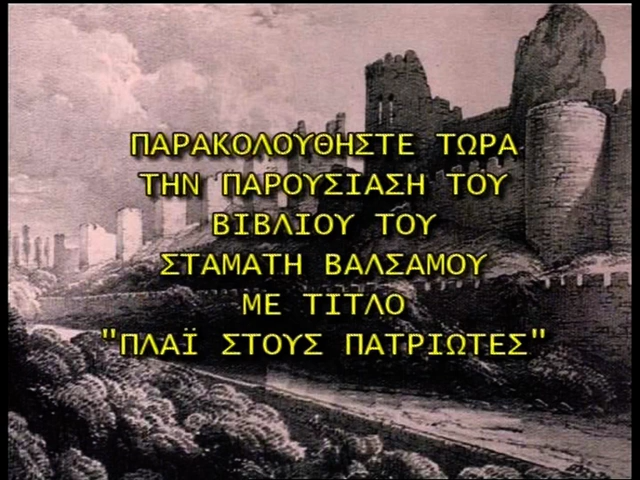 ΠΑΡΑΚΟΛΟΥΘΗΣΤΕ ΤΩΡΑ
ΤΗΝ ΠΑΡΟΥΣΙΑΣΗ ΤΟΥ
ΒΙΒΛΙΟΥ ΤΟΥ
ΣΤΑΜΑΤΗ ΒΑΛΣΑΜΟΥ
ΜΕ ΤΙΤΛΟ
"ΠΛΑΪ ΣΤΟΥΣ ΠΑΤΡΙΩΤΕΣ"